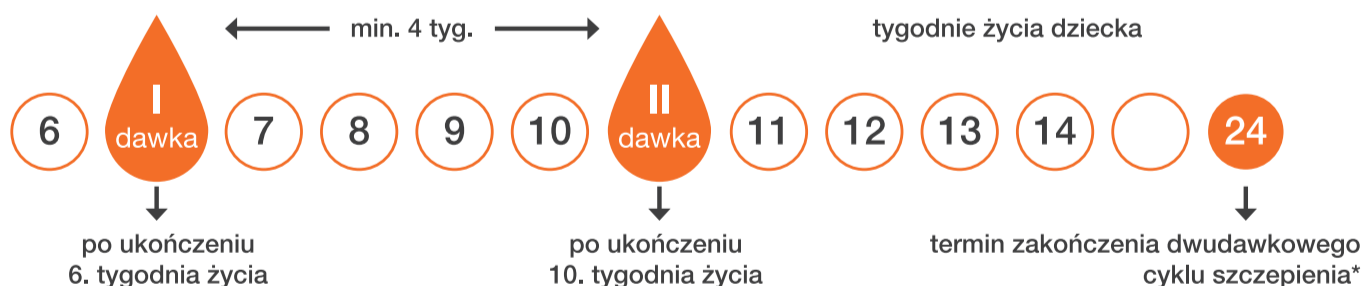 min. 4 tyg.
tygodnie życia dziecka
6 I dawka 7 8 9 10 II dawka 11 12 13 14 24
po ukończeniu
6. tygodnia życia
po ukończeniu
10. tygodnia życia
termin zakończenia dwudawkowego
cyklu szczepienia*